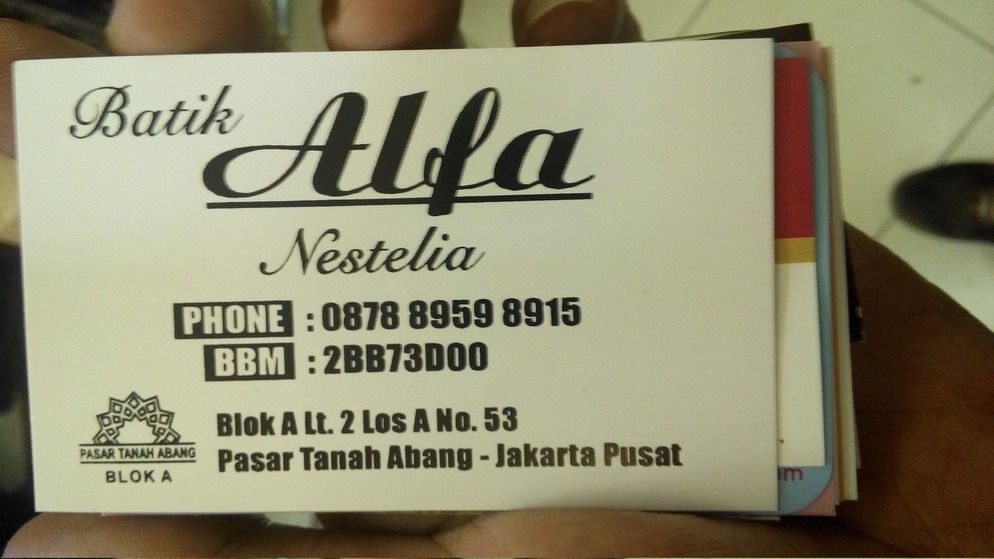 Batik Alfa
Nestelia
PHONE : 0878 8959 8915
BBM : 2BB73D00
Blok A Lt. 2 Los A No. 53
Pasar Tanah Abang - Jakarta Pusat
PASAR TANAH ABANG
BLOK A